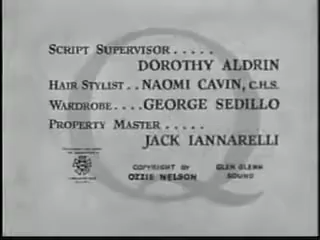 SCRIPT SUPERVISOR.....
DOROTHY ALDRIN
HAIR STYLIST..NAOMI CAVIN, C.H.S.
WARDROBE....GEORGE SEDILLO
PROPERTY MASTER.....
JACK IANNARELLI
COPYRIGHT BY
OZZIE NELSON
GLEN GLENN
SOUND